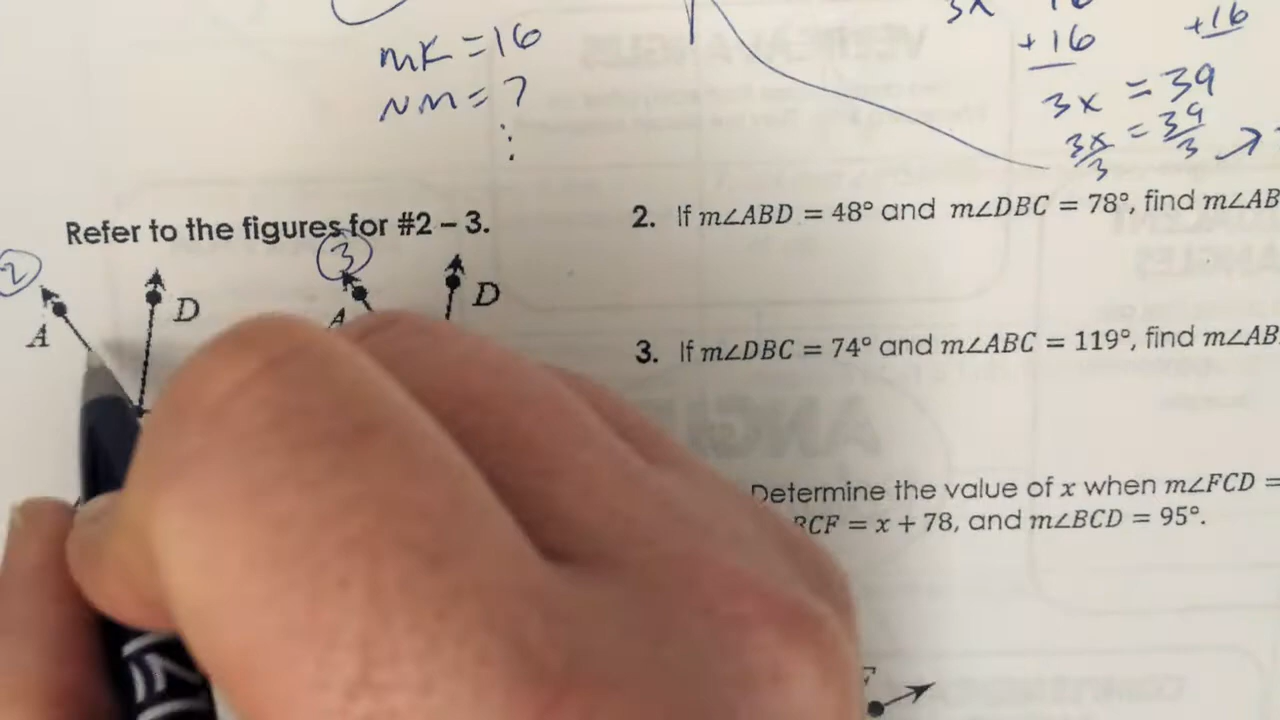 mK = 16
NM = ?
+16
+16
3x = 39
3x/3 = 39/3
Refer to the figures for #2 – 3.
2
3
A
D
A
D
2. If m∠ABD = 48° and m∠DBC = 78°, find m∠AB
3. If m∠DBC = 74° and m∠ABC = 119°, find m∠AB
Determine the value of x when m∠FCD =
BCF = x + 78, and m∠BCD = 95°.